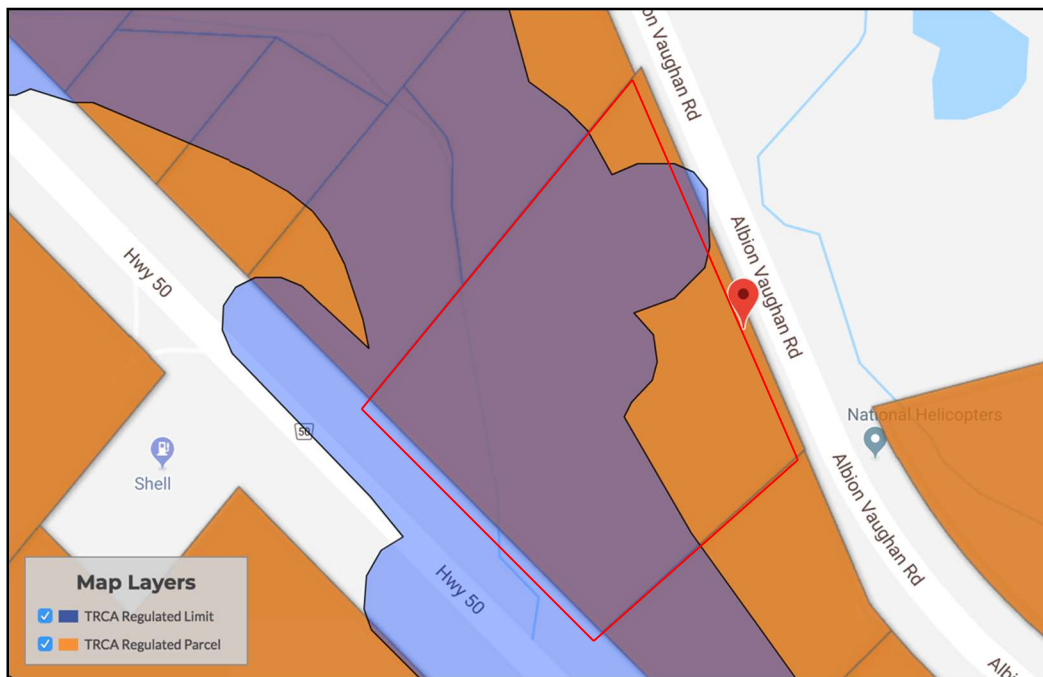 on Vaughan Rd
Albion Vaughan Rd
Hwy 50
National Helicopters
50
Shell
Albion Vaughan Rd
Hwy 50
Albi
Map Layers
TRCA Regulated Limit
TRCA Regulated Parcel